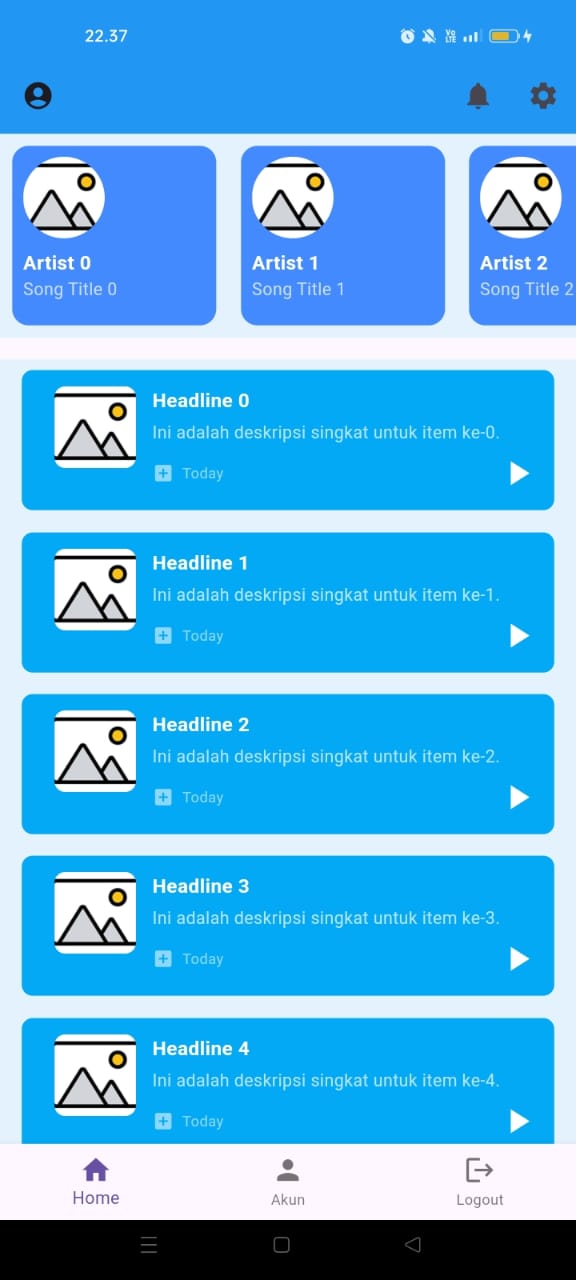 22.37
Vo
LTE
Artist 0
Song Title 0
Artist 1
Song Title 1
Artist 2
Song Title 2
Headline 0
Ini adalah deskripsi singkat untuk item ke-0.
Today
Headline 1
Ini adalah deskripsi singkat untuk item ke-1.
Today
Headline 2
Ini adalah deskripsi singkat untuk item ke-2.
Today
Headline 3
Ini adalah deskripsi singkat untuk item ke-3.
Today
Headline 4
Ini adalah deskripsi singkat untuk item ke-4.
Today
Home
Akun
Logout